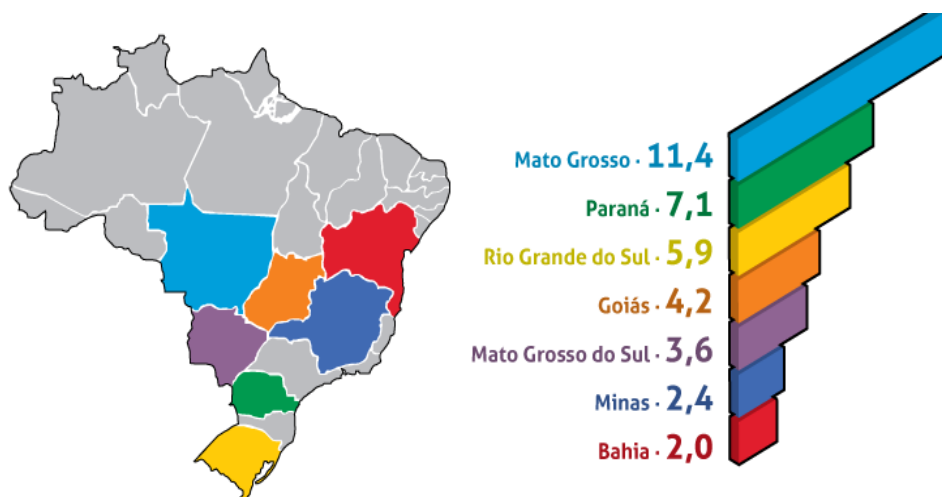 Mato Grosso · 11,4
Paraná · 7,1
Rio Grande do Sul · 5,9
Goiás · 4,2
Mato Grosso do Sul · 3,6
Minas · 2,4
Bahia · 2,0